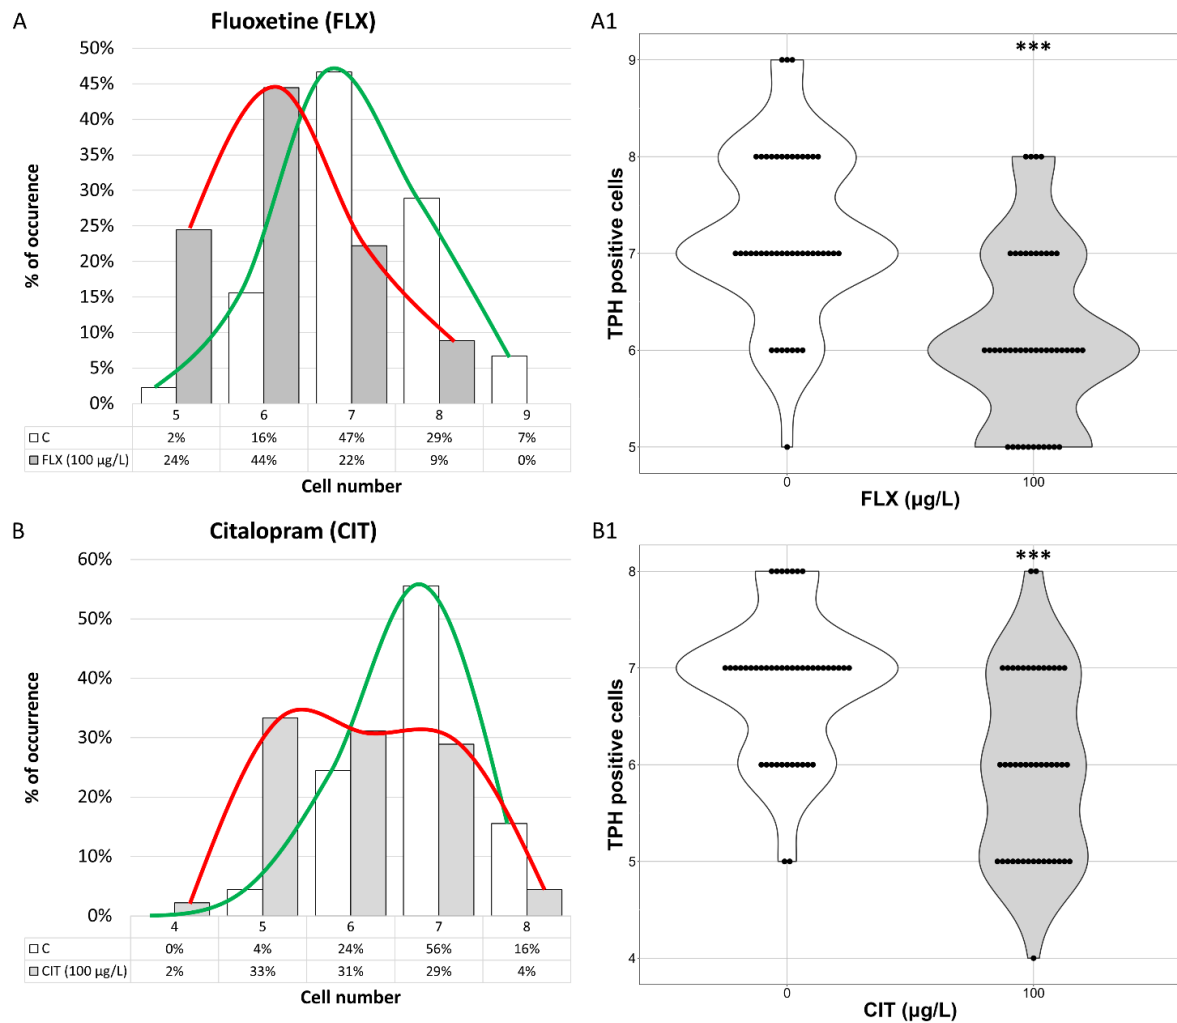 A
Fluoxetine (FLX)
50%
45%
40%
35%
30%
25%
20%
15%
10%
5%
0%
% of occurence
5 6 7 8 9
C 2% 16% 47% 29% 7%
FLX (100 µg/L) 24% 44% 22% 9% 0%
Cell number
A1
***
9
8
7
6
5
TPH positive cells
0 100
FLX (µg/L)
B
Citalopram (CIT)
60%
50%
40%
30%
20%
10%
0%
% of occurrence
4 5 6 7 8
C 0% 4% 24% 56% 16%
CIT (100 µg/L) 2% 33% 31% 29% 4%
Cell number
B1
***
8
7
6
5
4
TPH positive cells
0 100
CIT (µg/L)